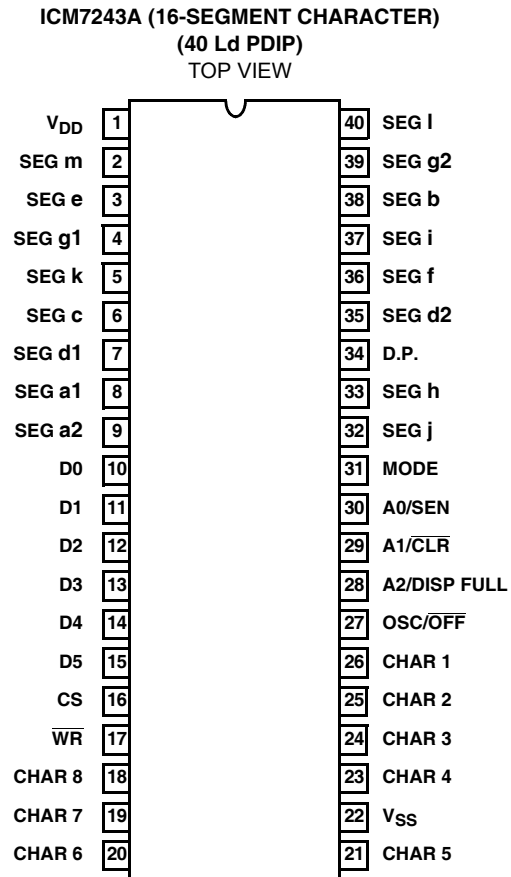 ICM7243A (16-SEGMENT CHARACTER)
(40 Ld PDIP)
TOP VIEW
VDD 1 40 SEG l
SEG m 2 39 SEG g2
SEG e 3 38 SEG b
SEG g1 4 37 SEG i
SEG k 5 36 SEG f
SEG c 6 35 SEG d2
SEG d1 7 34 D.P.
SEG a1 8 33 SEG h
SEG a2 9 32 SEG j
D0 10 31 MODE
D1 11 30 A0/SEN
D2 12 29 A1/CLR
D3 13 28 A2/DISP FULL
D4 14 27 OSC/OFF
D5 15 26 CHAR 1
CS 16 25 CHAR 2
WR 17 24 CHAR 3
CHAR 8 18 23 CHAR 4
CHAR 7 19 22 VSS
CHAR 6 20 21 CHAR 5